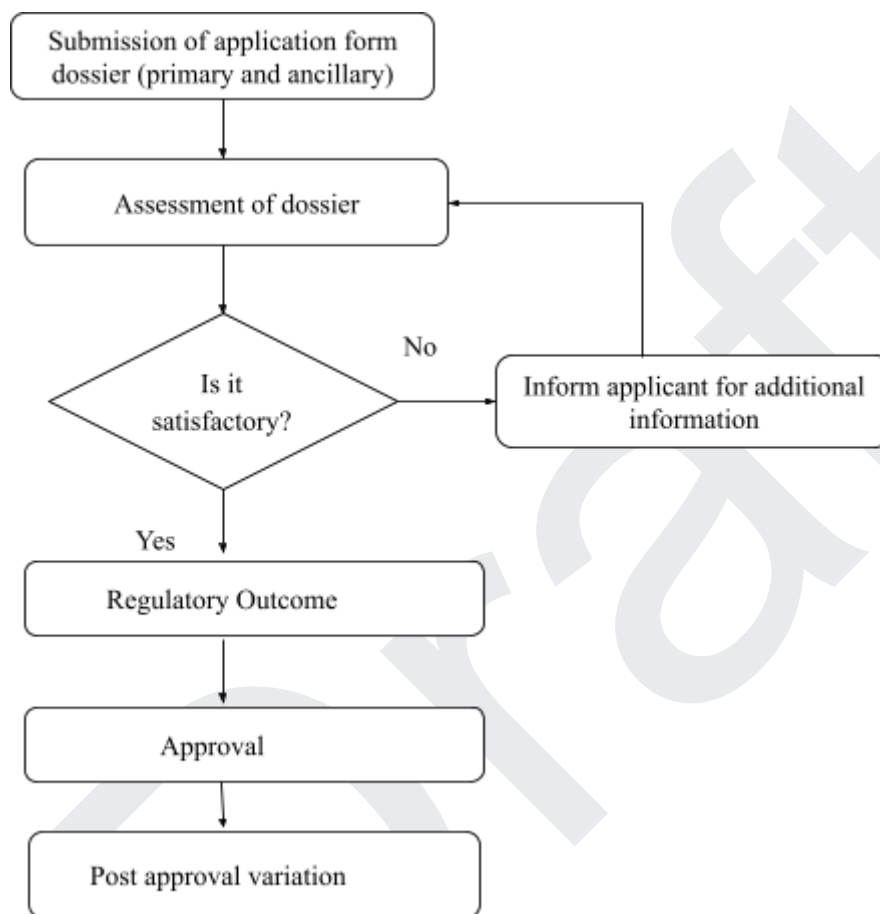 Submission of application form
dossier (primary and ancillary)
Assessment of dossier
No
Is it
satisfactory?
Inform applicant for additional
information
Yes
Regulatory Outcome
Approval
Post approval variation
Draft